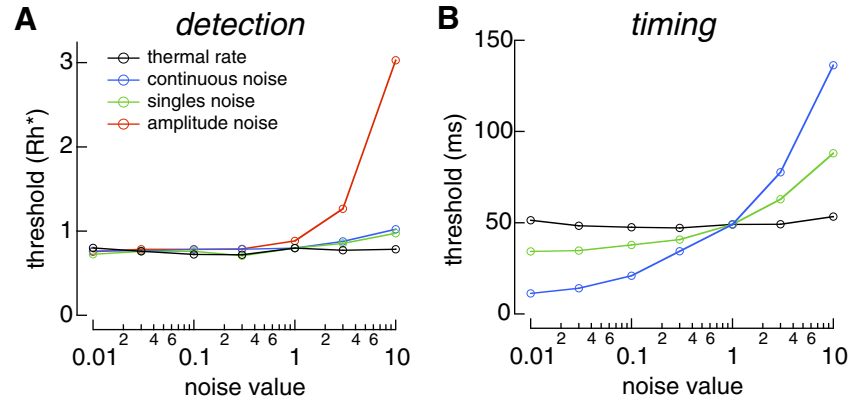 A
detection
threshold (Rh*)
3
2
1
0
thermal rate
continuous noise
singles noise
amplitude noise
0.01
2
4 6
0.1
2
4 6
1
2
4 6
10
noise value
B
timing
threshold (ms)
150
100
50
0
0.01
2
4 6
0.1
2
4 6
1
2
4 6
10
noise value